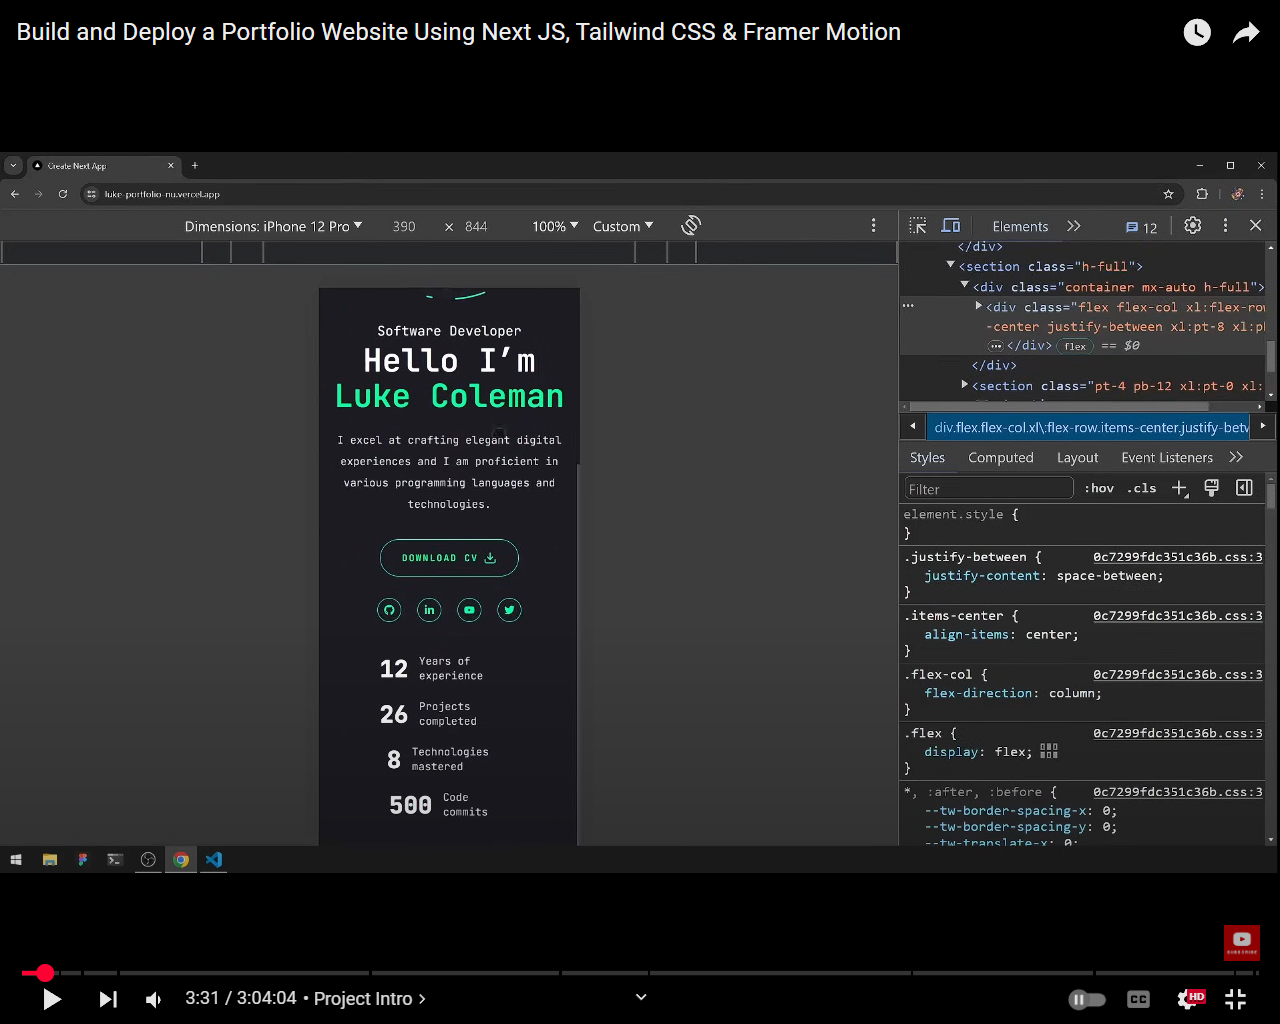 Build and Deploy a Portfolio Website Using Next JS, Tailwind CSS & Framer Motion
Create Next App
luke-portfolio-nu.vercel.app
Dimensions: iPhone 12 Pro 390 × 844 100% Custom
Elements 12
</div>
<section class="h-full">
<div class="container mx-auto h-full">
<div class="flex flex-col xl:flex-row
-center justify-between xl:pt-8 xl:pb
</div> flex == $0
</div>
<section class="pt-4 pb-12 xl:pt-0 xl:
div.flex.flex-col.xl\:flex-row.items-center.justify-betw
Styles Computed Layout Event Listeners
Filter :hov .cls
element.style {
}
.justify-between { 0c7299fdc351c36b.css:3
justify-content: space-between;
}
.items-center { 0c7299fdc351c36b.css:3
align-items: center;
}
.flex-col { 0c7299fdc351c36b.css:3
flex-direction: column;
}
.flex { 0c7299fdc351c36b.css:3
display: flex;
}
*, :after, :before { 0c7299fdc351c36b.css:3
--tw-border-spacing-x: 0;
--tw-border-spacing-y: 0;
--tw-translate-x: 0;
Software Developer
Hello I’m
Luke Coleman
I excel at crafting elegant digital
experiences and I am proficient in
various programming languages and
technologies.
DOWNLOAD CV
in
12 Years of
experience
26 Projects
completed
8 Technologies
mastered
500 Code
commits
SUBSCRIBE
3:31 / 3:04:04 • Project Intro
CC
HD